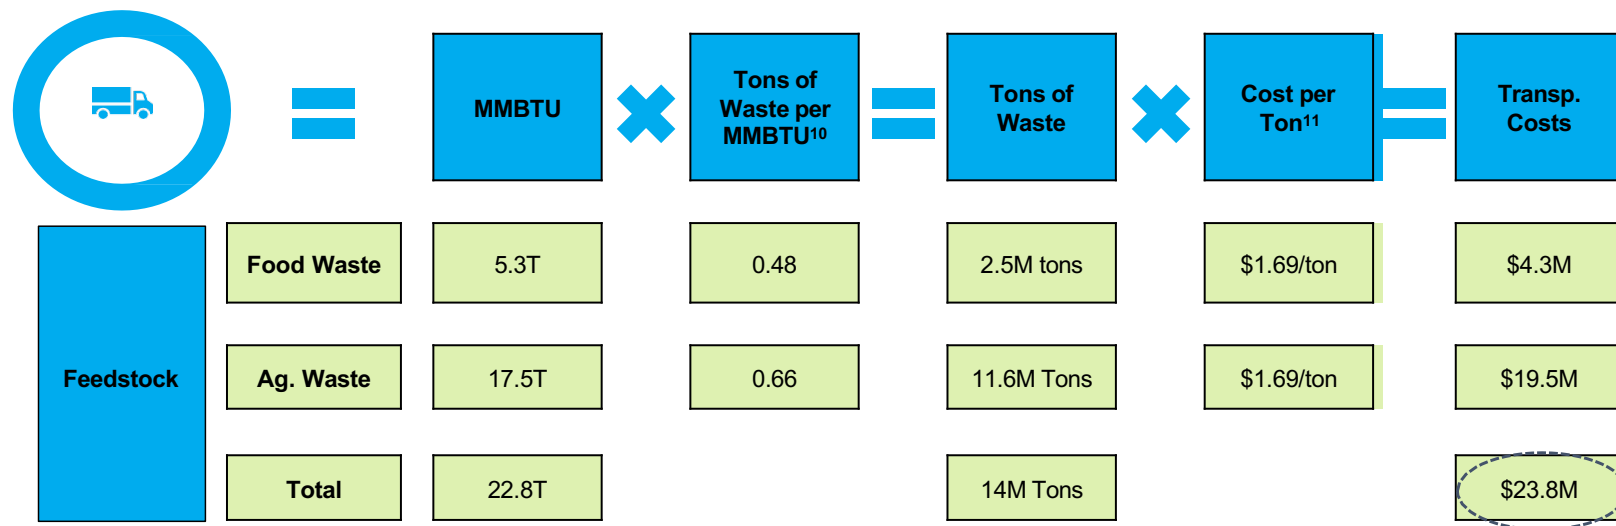 MMBTU
Tons of
Waste per
MMBTU¹⁰
Tons of
Waste
Cost per
Ton¹¹
Transp.
Costs
Feedstock
Food Waste
5.3T
0.48
2.5M tons
$1.69/ton
$4.3M
Ag. Waste
17.5T
0.66
11.6M Tons
$1.69/ton
$19.5M
Total
22.8T
14M Tons
$23.8M